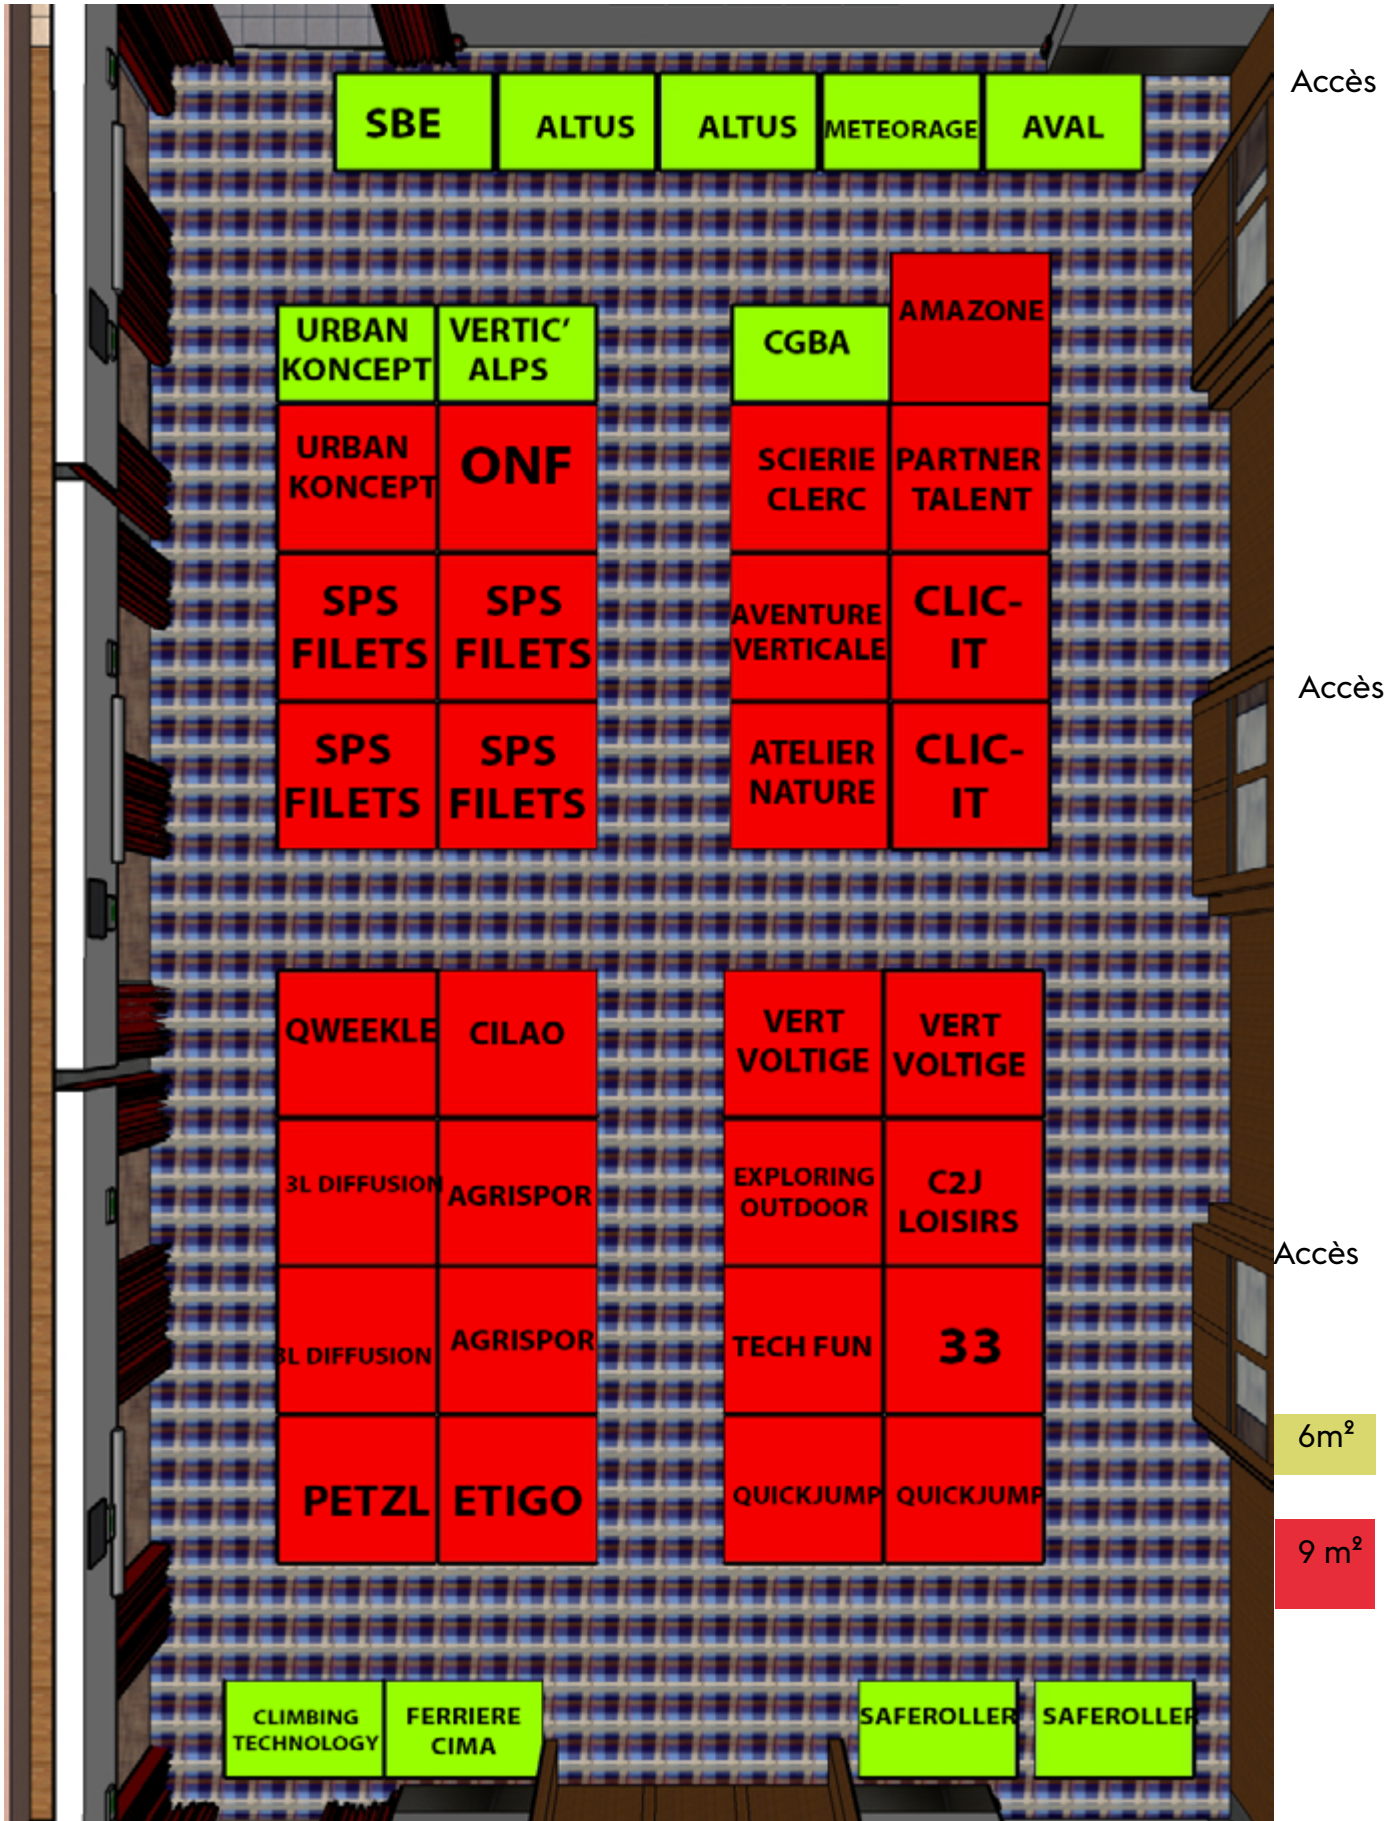 Accès
SBE
ALTUS
ALTUS
METEORAGE
AVAL
URBAN
KONCEPT
VERTIC’
ALPS
CGBA
AMAZONE
URBAN
KONCEPT
ONF
SCIERIE
CLERC
PARTNER
TALENT
SPS
FILETS
SPS
FILETS
AVENTURE
VERTICALE
CLIC-
IT
Accès
SPS
FILETS
SPS
FILETS
ATELIER
NATURE
CLIC-
IT
QWEEKLE
CILAO
VERT
VOLTIGE
VERT
VOLTIGE
3L DIFFUSION
AGRISPOR
EXPLORING
OUTDOOR
C2J
LOISIRS
Accès
3L DIFFUSION
AGRISPOR
TECH FUN
33
6m²
PETZL
ETIGO
QUICKJUMP
QUICKJUMP
9 m²
CLIMBING
TECHNOLOGY
FERRIERE
CIMA
SAFEROLLER
SAFEROLLER